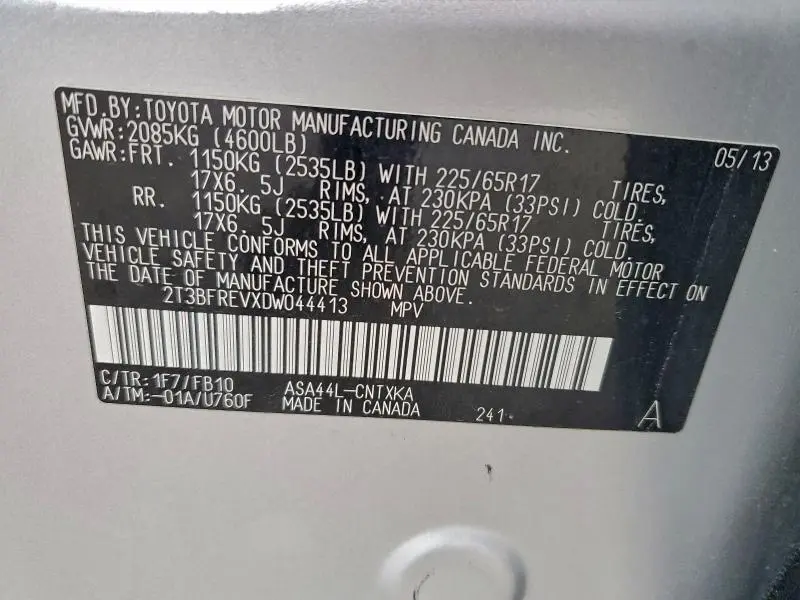 MFD. BY: TOYOTA MOTOR MANUFACTURING CANADA INC. 05/13
GVWR: 2085KG (4600LB)
GAWR: FRT. 1150KG (2535LB) WITH 225/65R17 TIRES,
17X6. 5J RIMS, AT 230KPA (33PSI) COLD.
RR. 1150KG (2535LB) WITH 225/65R17 TIRES,
17X6. 5J RIMS, AT 230KPA (33PSI) COLD.
THIS VEHICLE CONFORMS TO ALL APPLICABLE FEDERAL MOTOR
VEHICLE SAFETY AND THEFT PREVENTION STANDARDS IN EFFECT ON
THE DATE OF MANUFACTURE SHOWN ABOVE.
2T3BFREVXDW044413 MPV
C/TR: 1F7/FB10 ASA44L-CNTXKA
A/TM: -01A/U760F MADE IN CANADA 241 A